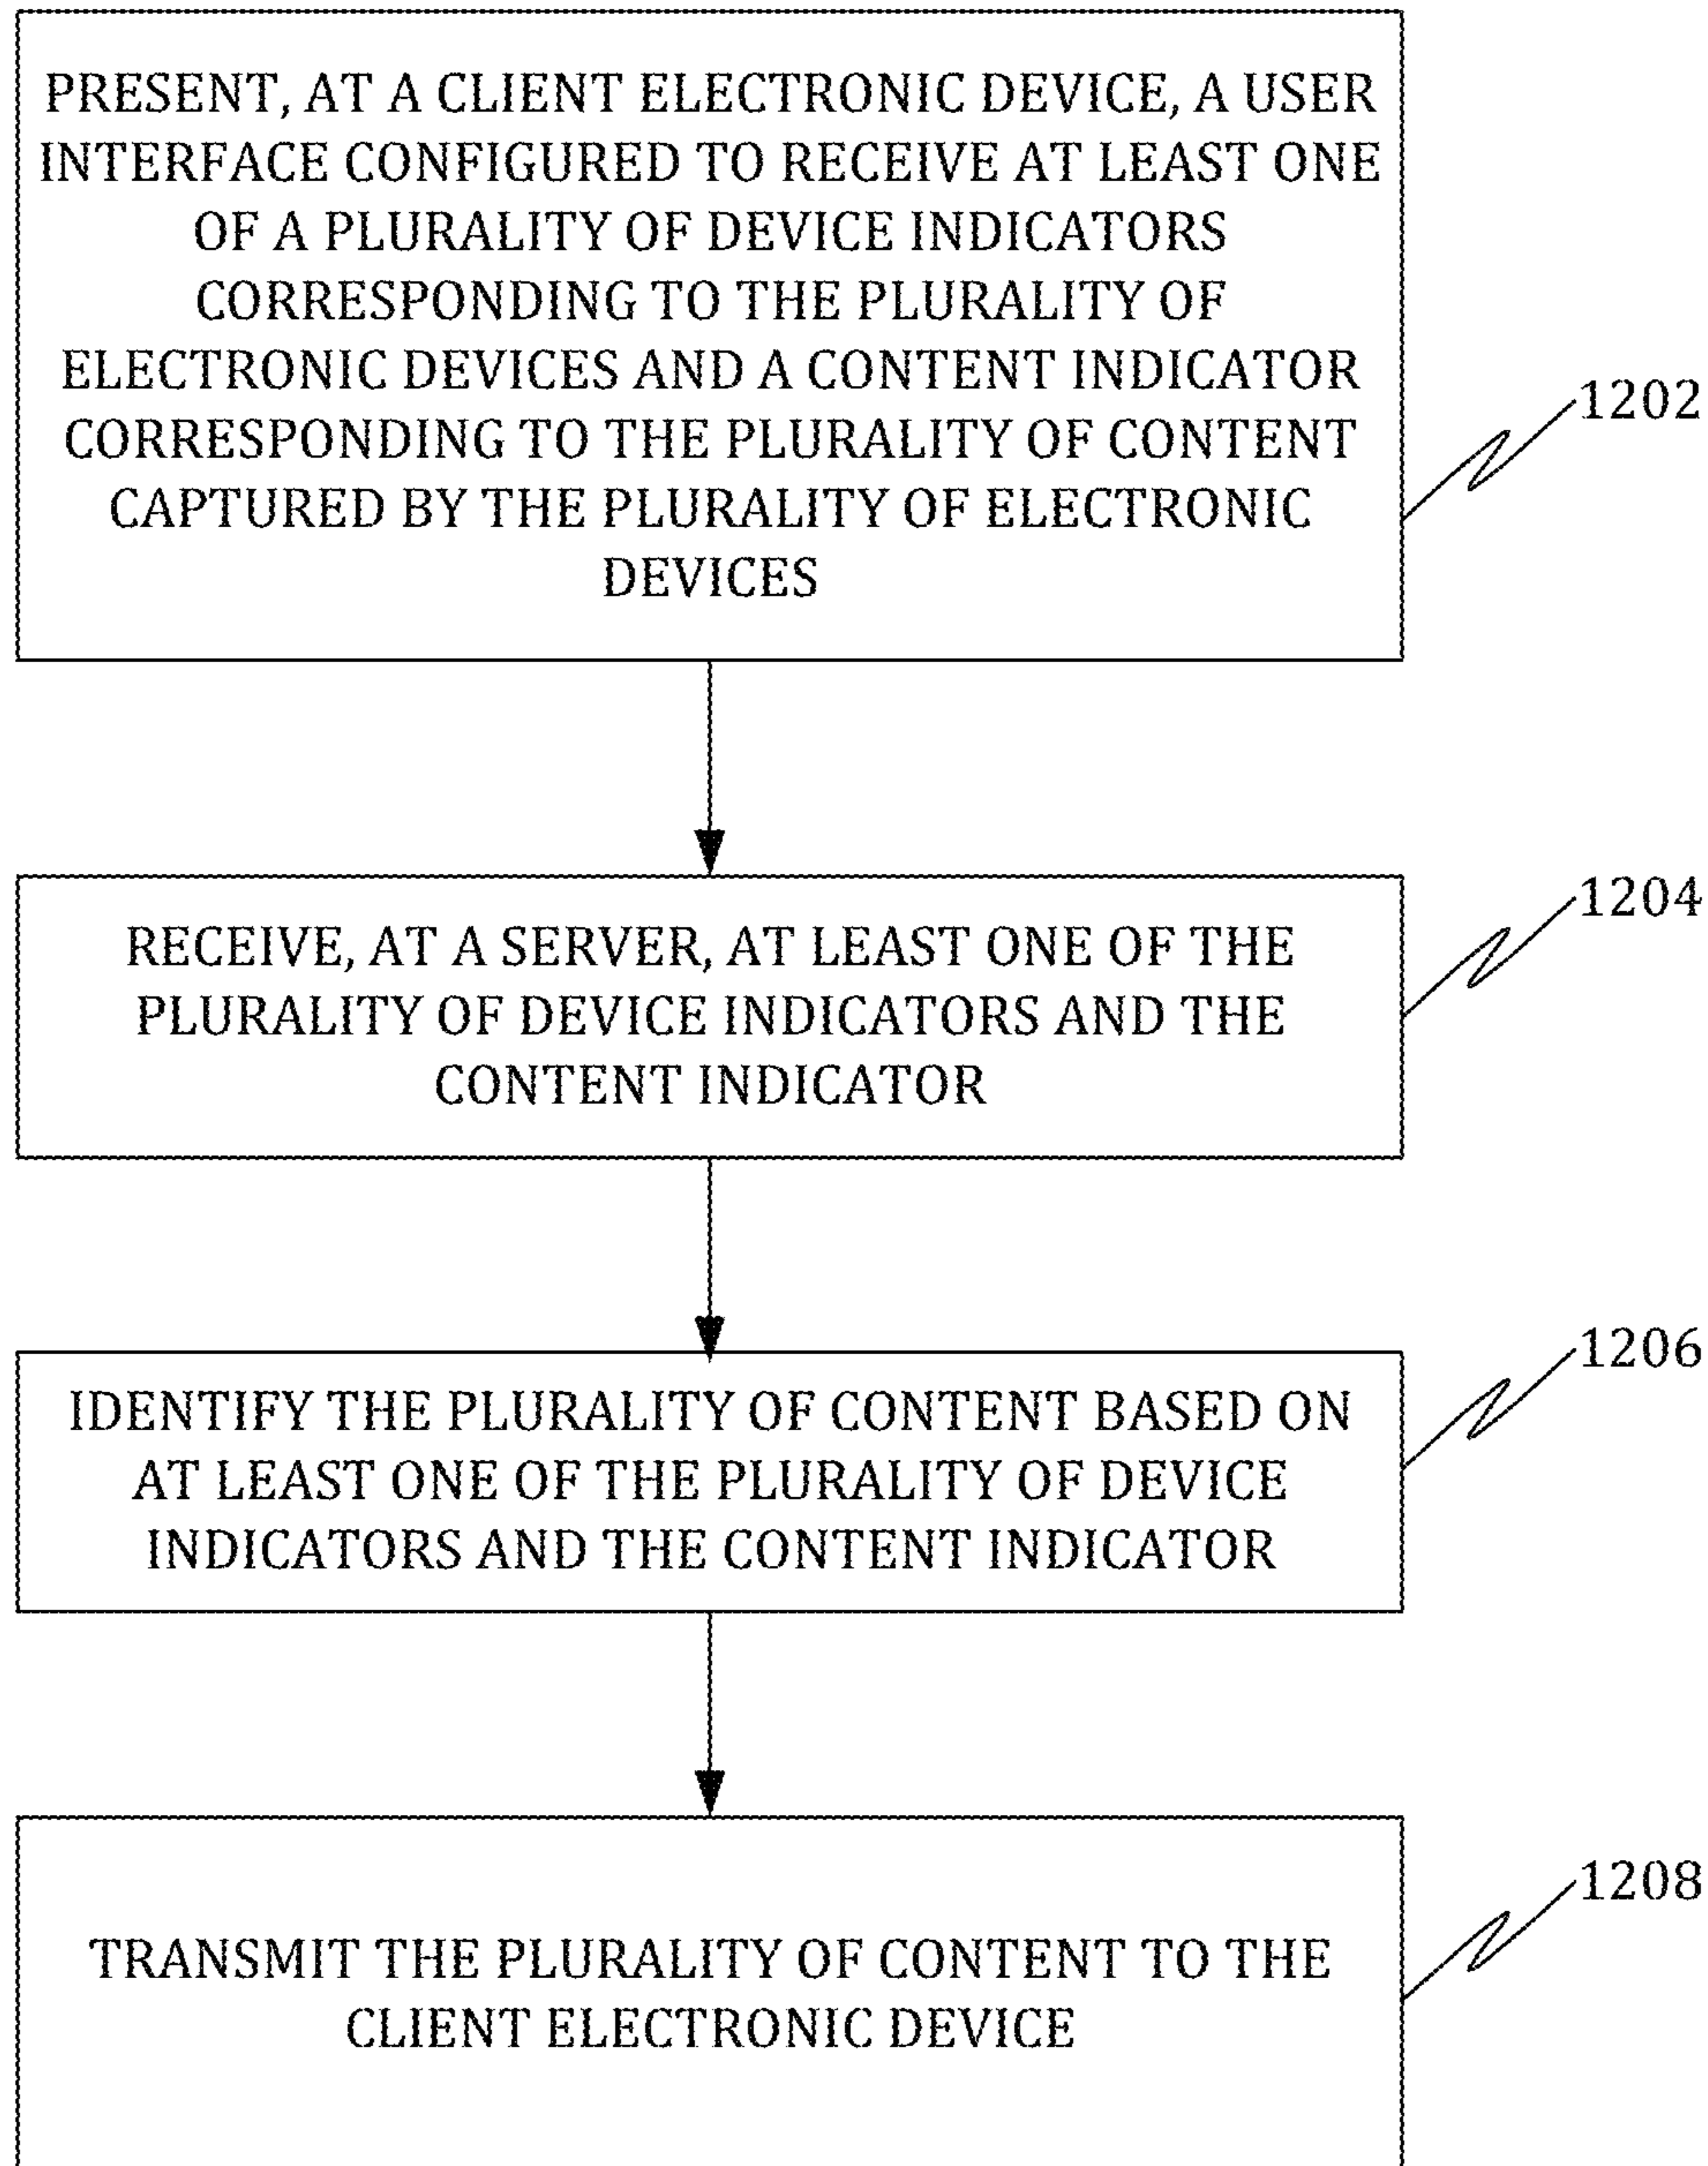 PRESENT, AT A CLIENT ELECTRONIC DEVICE, A USER
INTERFACE CONFIGURED TO RECEIVE AT LEAST ONE
OF A PLURALITY OF DEVICE INDICATORS
CORRESPONDING TO THE PLURALITY OF
ELECTRONIC DEVICES AND A CONTENT INDICATOR
CORRESPONDING TO THE PLURALITY OF CONTENT
CAPTURED BY THE PLURALITY OF ELECTRONIC
DEVICES
1202
RECEIVE, AT A SERVER, AT LEAST ONE OF THE
PLURALITY OF DEVICE INDICATORS AND THE
CONTENT INDICATOR
1204
IDENTIFY THE PLURALITY OF CONTENT BASED ON
AT LEAST ONE OF THE PLURALITY OF DEVICE
INDICATORS AND THE CONTENT INDICATOR
1206
TRANSMIT THE PLURALITY OF CONTENT TO THE
CLIENT ELECTRONIC DEVICE
1208